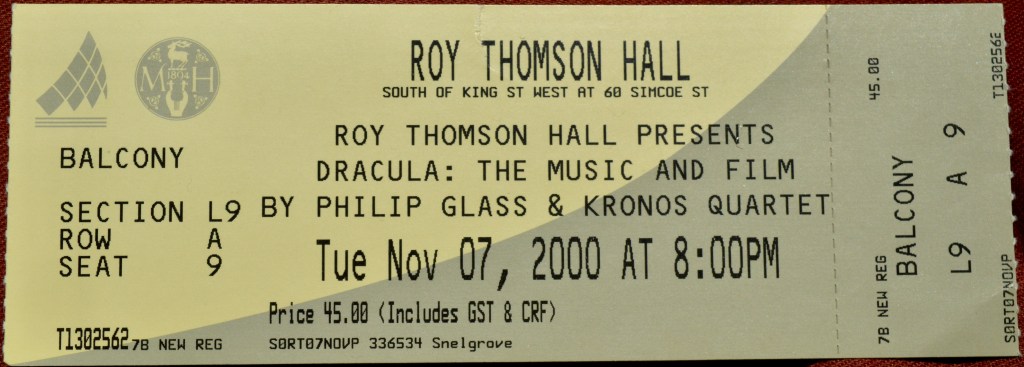 M 1894 H
ROY THOMSON HALL
SOUTH OF KING ST WEST AT 60 SIMCOE ST
ROY THOMSON HALL PRESENTS
DRACULA: THE MUSIC AND FILM
BY PHILIP GLASS & KRONOS QUARTET
Tue Nov 07, 2000 AT 8:00PM
Price 45.00 (Includes GST & CRF)
SØRT07NOVP 336534 Snelgrove
BALCONY
SECTION L9
ROW A
SEAT 9
T1302562 7B NEW REG
45.00
7B NEW REG
BALCONY
L9 A 9
T1302562
SØRT07NOVP